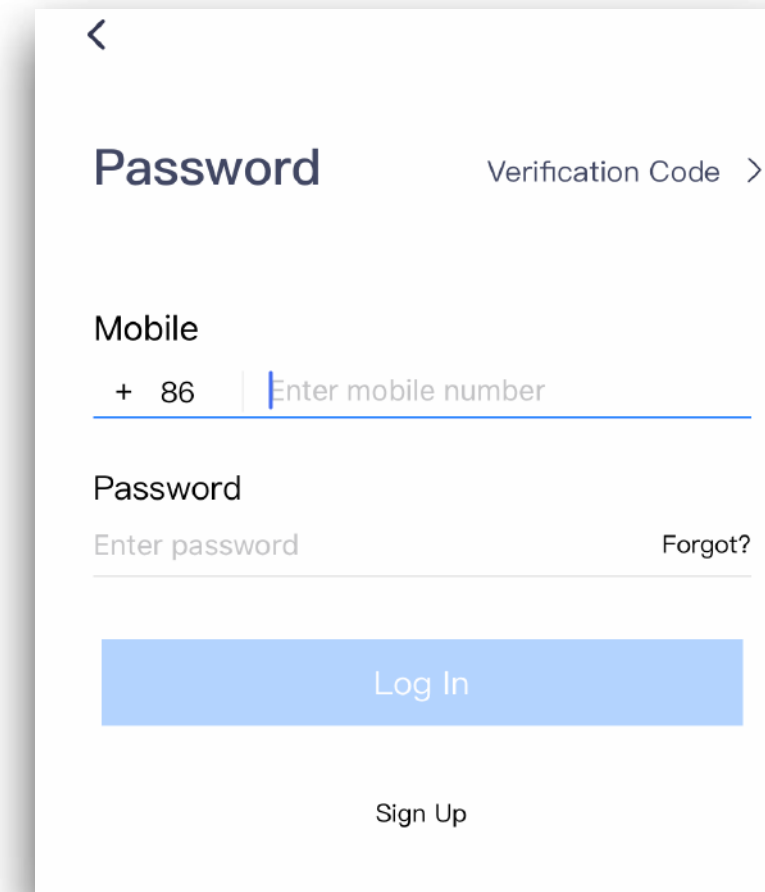 Password
Verification Code >
Mobile
+ 86
Enter mobile number
Password
Enter password
Forgot?
Log In
Sign Up